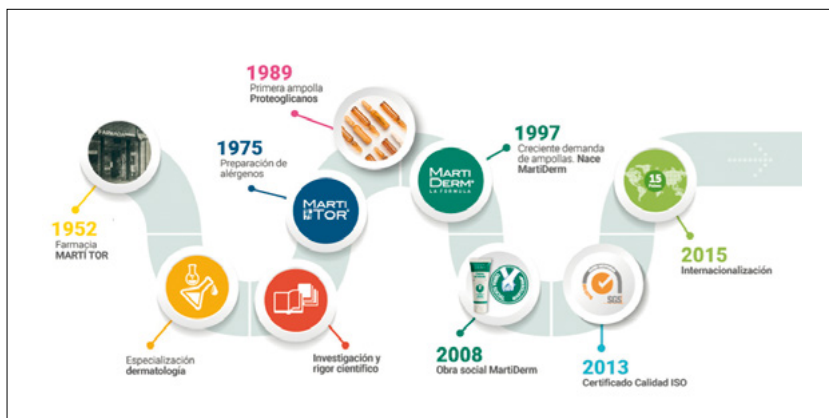 1952
Farmacia
MARTÍ TOR
Especialización
dermatología
Investigación y
rigor científico
1975
Preparación de
alérgenos
MARTI
TOR
1989
Primera ampolla
Proteoglicanos
MARTI
DERM
LA FORMULA
1997
Creciente demanda
de ampollas. Nace
MartiDerm
2008
Obra social MartiDerm
SGS
2013
Certificado Calidad ISO
15
2015
Internacionalización